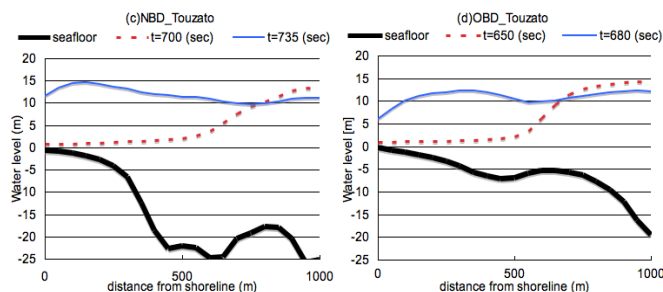 (c)NBD_Touzato
seafloor t=700 (sec) t=735 (sec)
20
15
10
5
0
-5
-10
-15
-20
-25
Water level (m)
0 500 1000
distance from shoreline (m)
(d)OBD_Touzato
seafloor t=650 (sec) t=680 (sec)
20
15
10
5
0
-5
-10
-15
-20
-25
Water level [m]
0 500 1000
distance from shoreline (m)